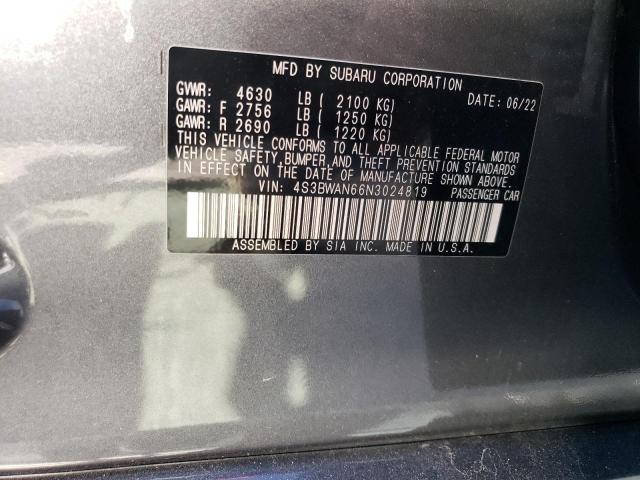 MFD BY SUBARU CORPORATION
GVWR: 4630 LB ( 2100 KG) DATE: 06/22
GAWR: F 2756 LB ( 1250 KG)
GAWR: R 2690 LB ( 1220 KG)
THIS VEHICLE CONFORMS TO ALL APPLICABLE FEDERAL MOTOR
VEHICLE SAFETY, BUMPER, AND THEFT PREVENTION STANDARDS
IN EFFECT ON THE DATE OF MANUFACTURE SHOWN ABOVE.
VIN: 4S3BWAN66N3024819 PASSENGER CAR
ASSEMBLED BY SIA INC. MADE IN U.S.A.